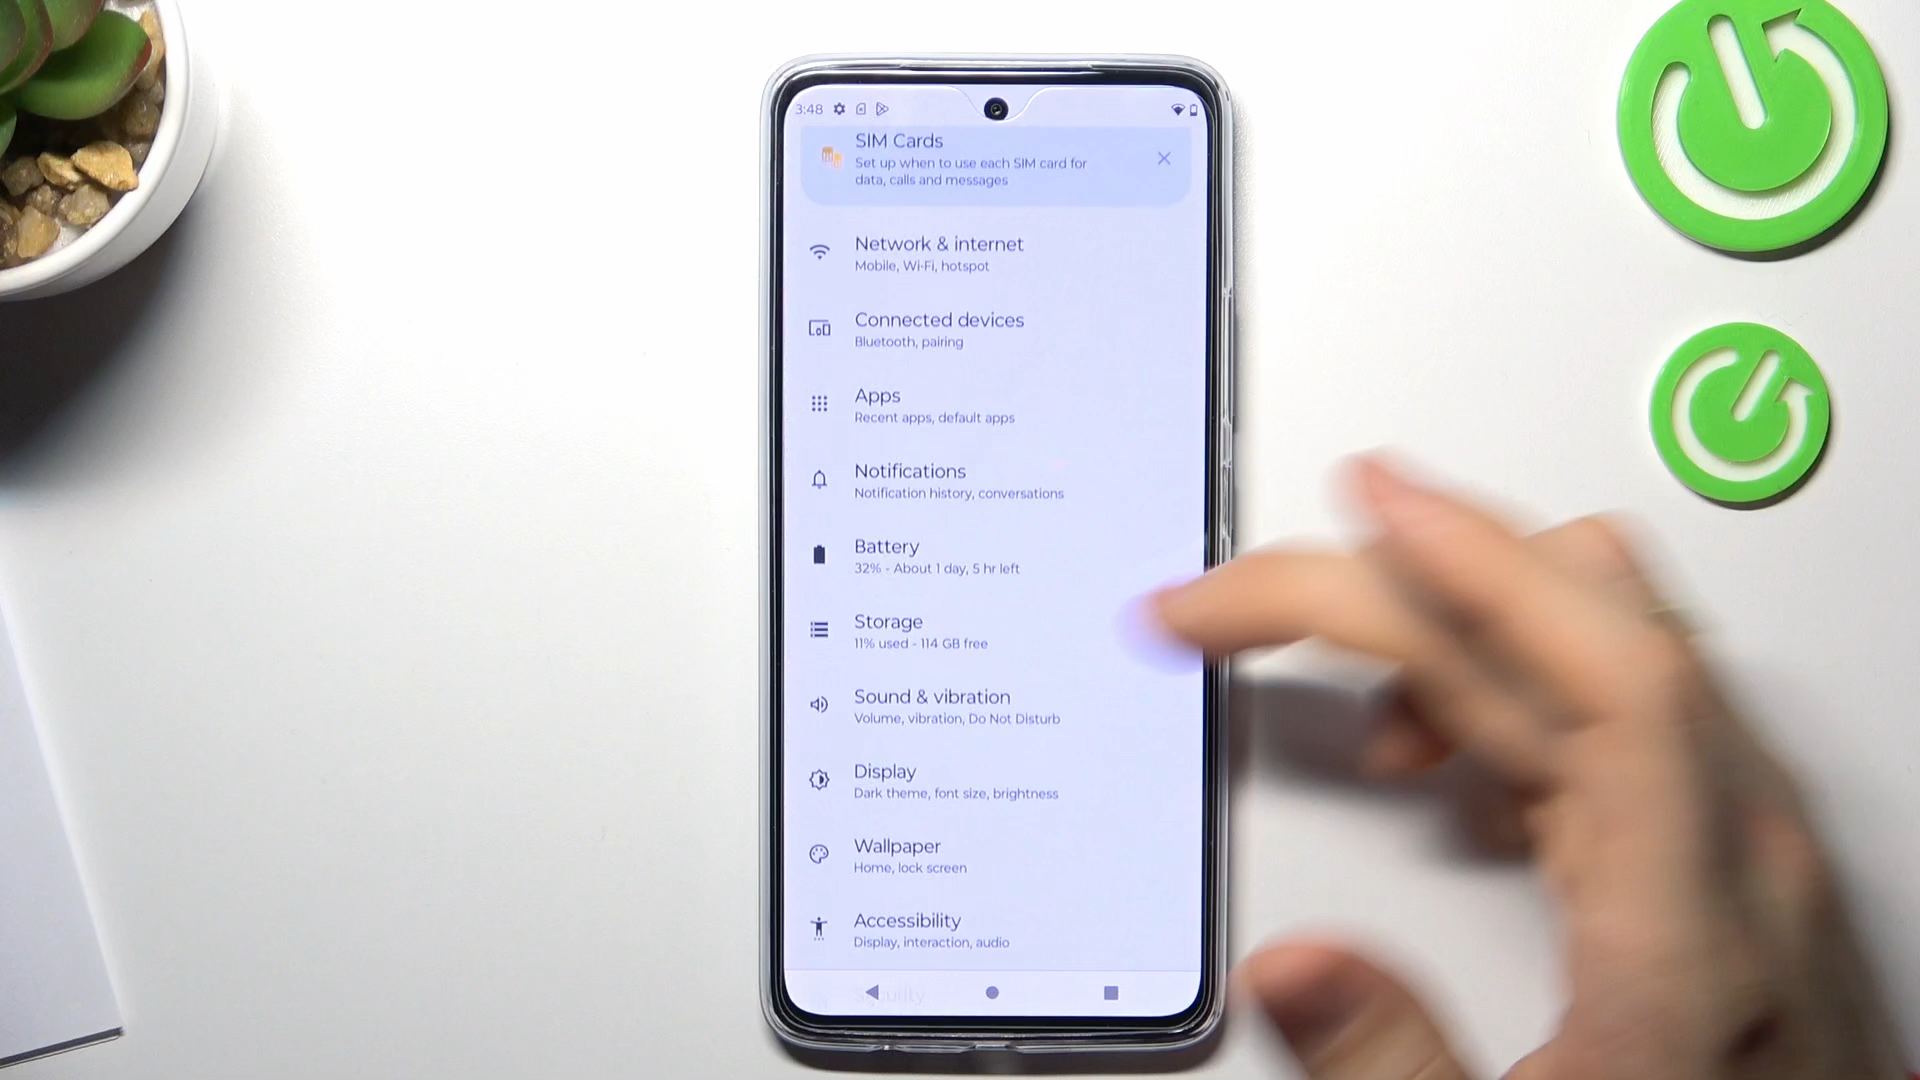 3:48
SIM Cards
Set up when to use each SIM card for
data, calls and messages
Network & internet
Mobile, Wi-Fi, hotspot
Connected devices
Bluetooth, pairing
Apps
Recent apps, default apps
Notifications
Notification history, conversations
Battery
32% - About 1 day, 5 hr left
Storage
11% used - 114 GB free
Sound & vibration
Volume, vibration, Do Not Disturb
Display
Dark theme, font size, brightness
Wallpaper
Home, lock screen
Accessibility
Display, interaction, audio
Security